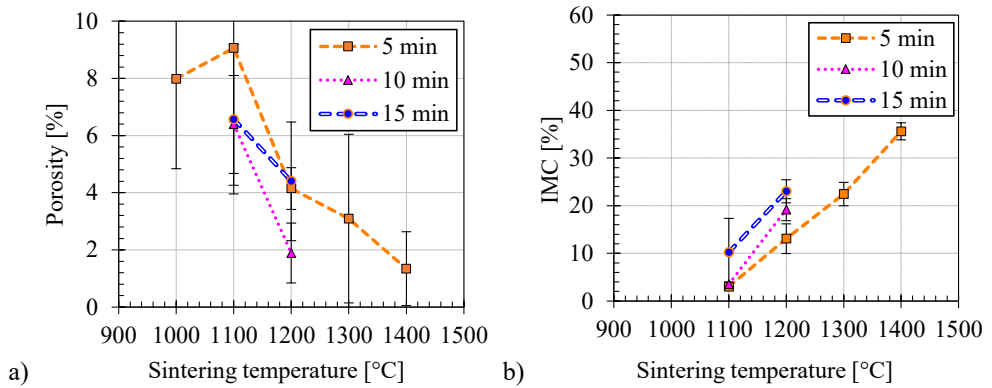 10
8
6
4
2
0
Porosity [%]
5 min
10 min
15 min
900 1000 1100 1200 1300 1400 1500
Sintering temperature [°C]
a)
60
50
40
30
20
10
0
IMC [%]
5 min
10 min
15 min
900 1000 1100 1200 1300 1400 1500
Sintering temperature [°C]
b)